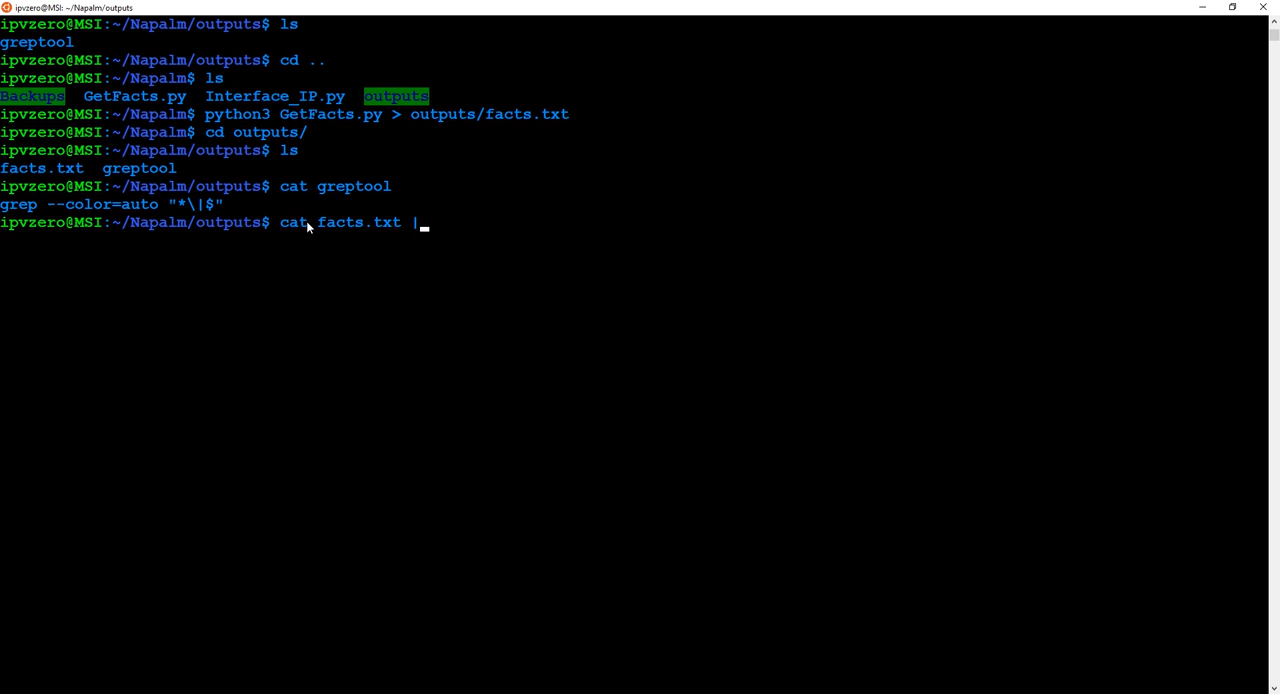 ipvzero@MSI: ~/Napalm/outputs
ipvzero@MSI:~/Napalm/outputs$ ls
greptool
ipvzero@MSI:~/Napalm/outputs$ cd ..
ipvzero@MSI:~/Napalm$ ls
Backups  GetFacts.py  Interface_IP.py  outputs
ipvzero@MSI:~/Napalm$ python3 GetFacts.py > outputs/facts.txt
ipvzero@MSI:~/Napalm$ cd outputs/
ipvzero@MSI:~/Napalm/outputs$ ls
facts.txt  greptool
ipvzero@MSI:~/Napalm/outputs$ cat greptool
grep --color=auto "*\|$"
ipvzero@MSI:~/Napalm/outputs$ cat facts.txt |